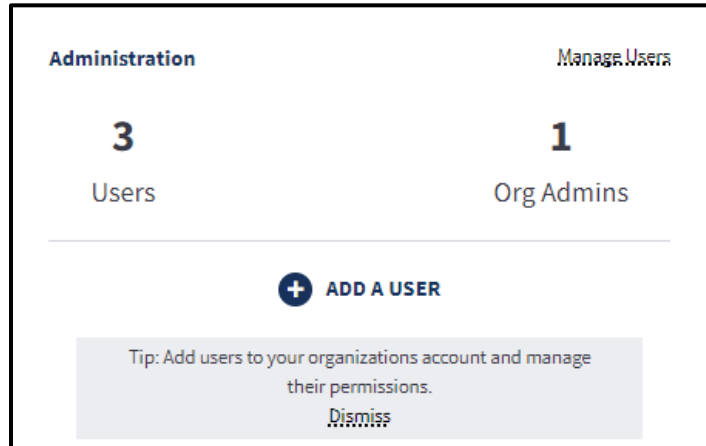 Administration
Manage Users
3
1
Users
Org Admins
ADD A USER
Tip: Add users to your organizations account and manage
their permissions.
Dismiss